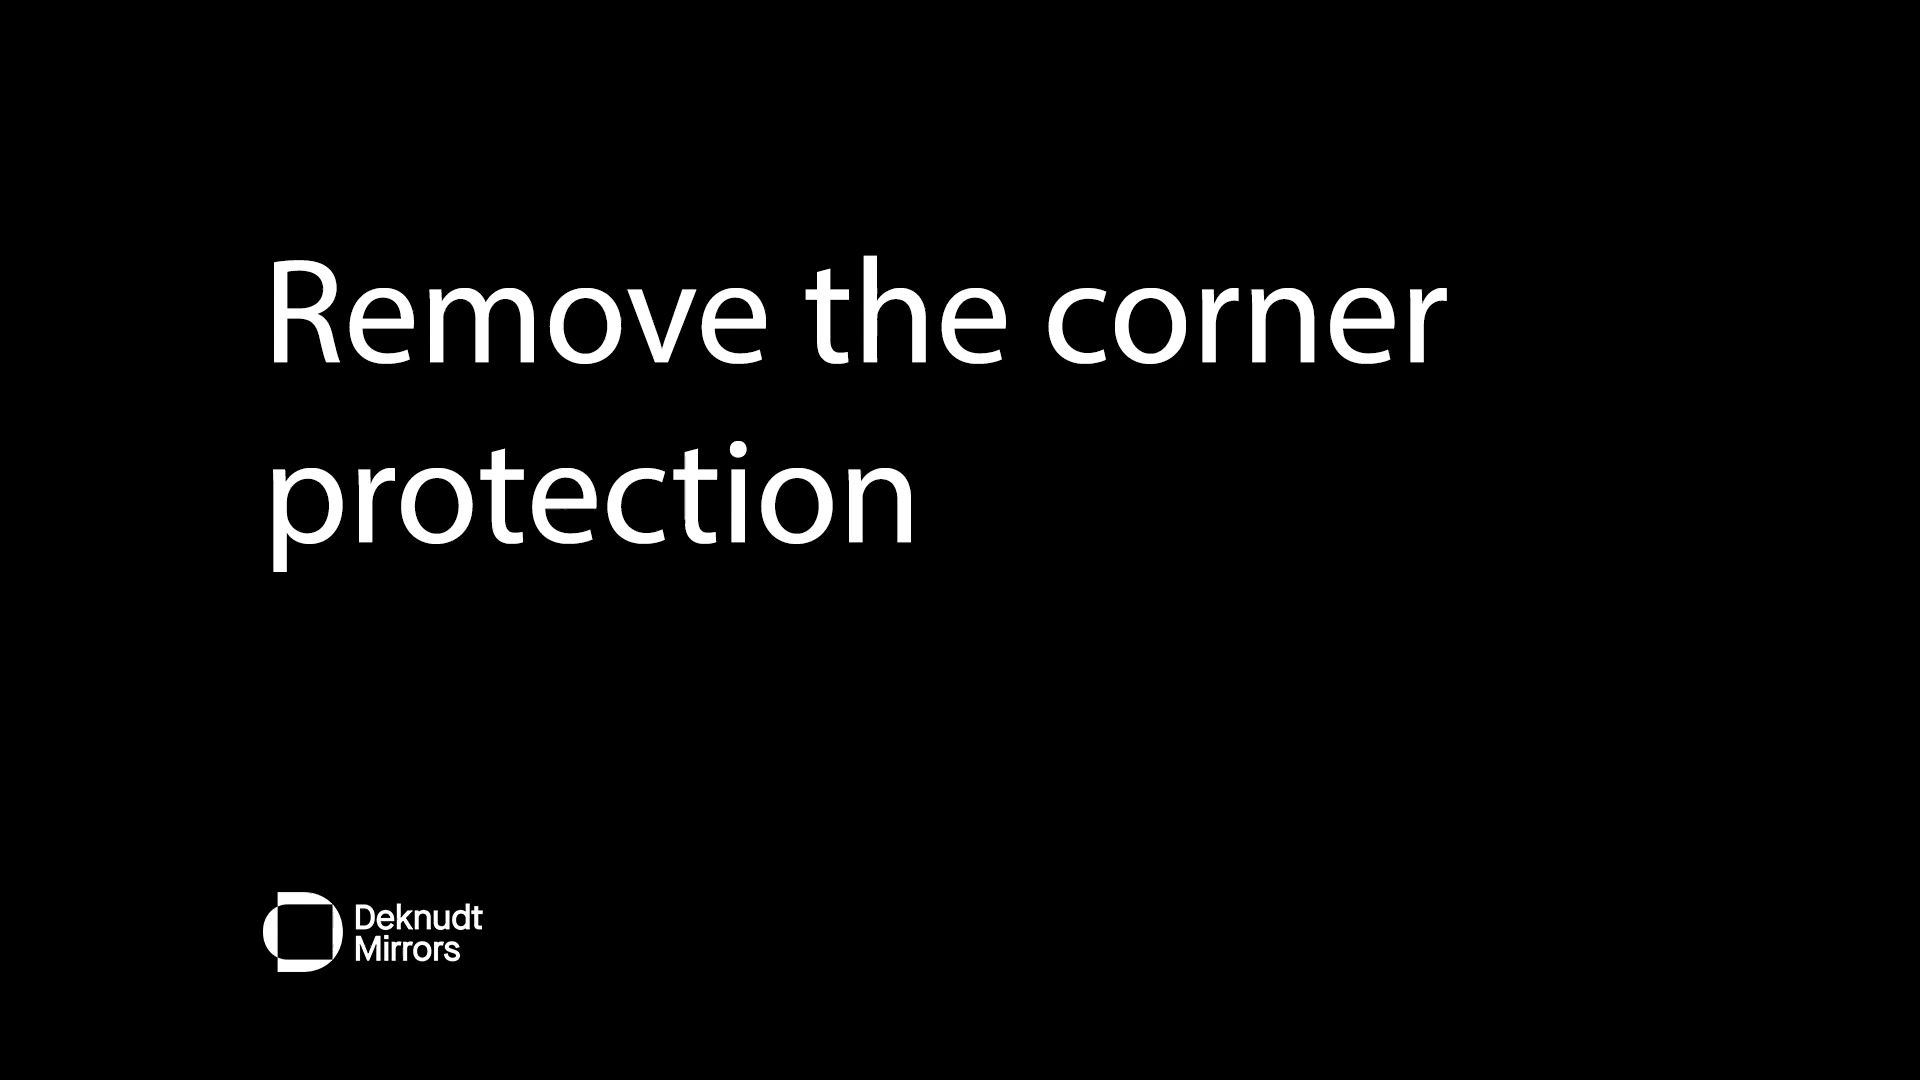 Remove the corner
protection
Deknudt
Mirrors